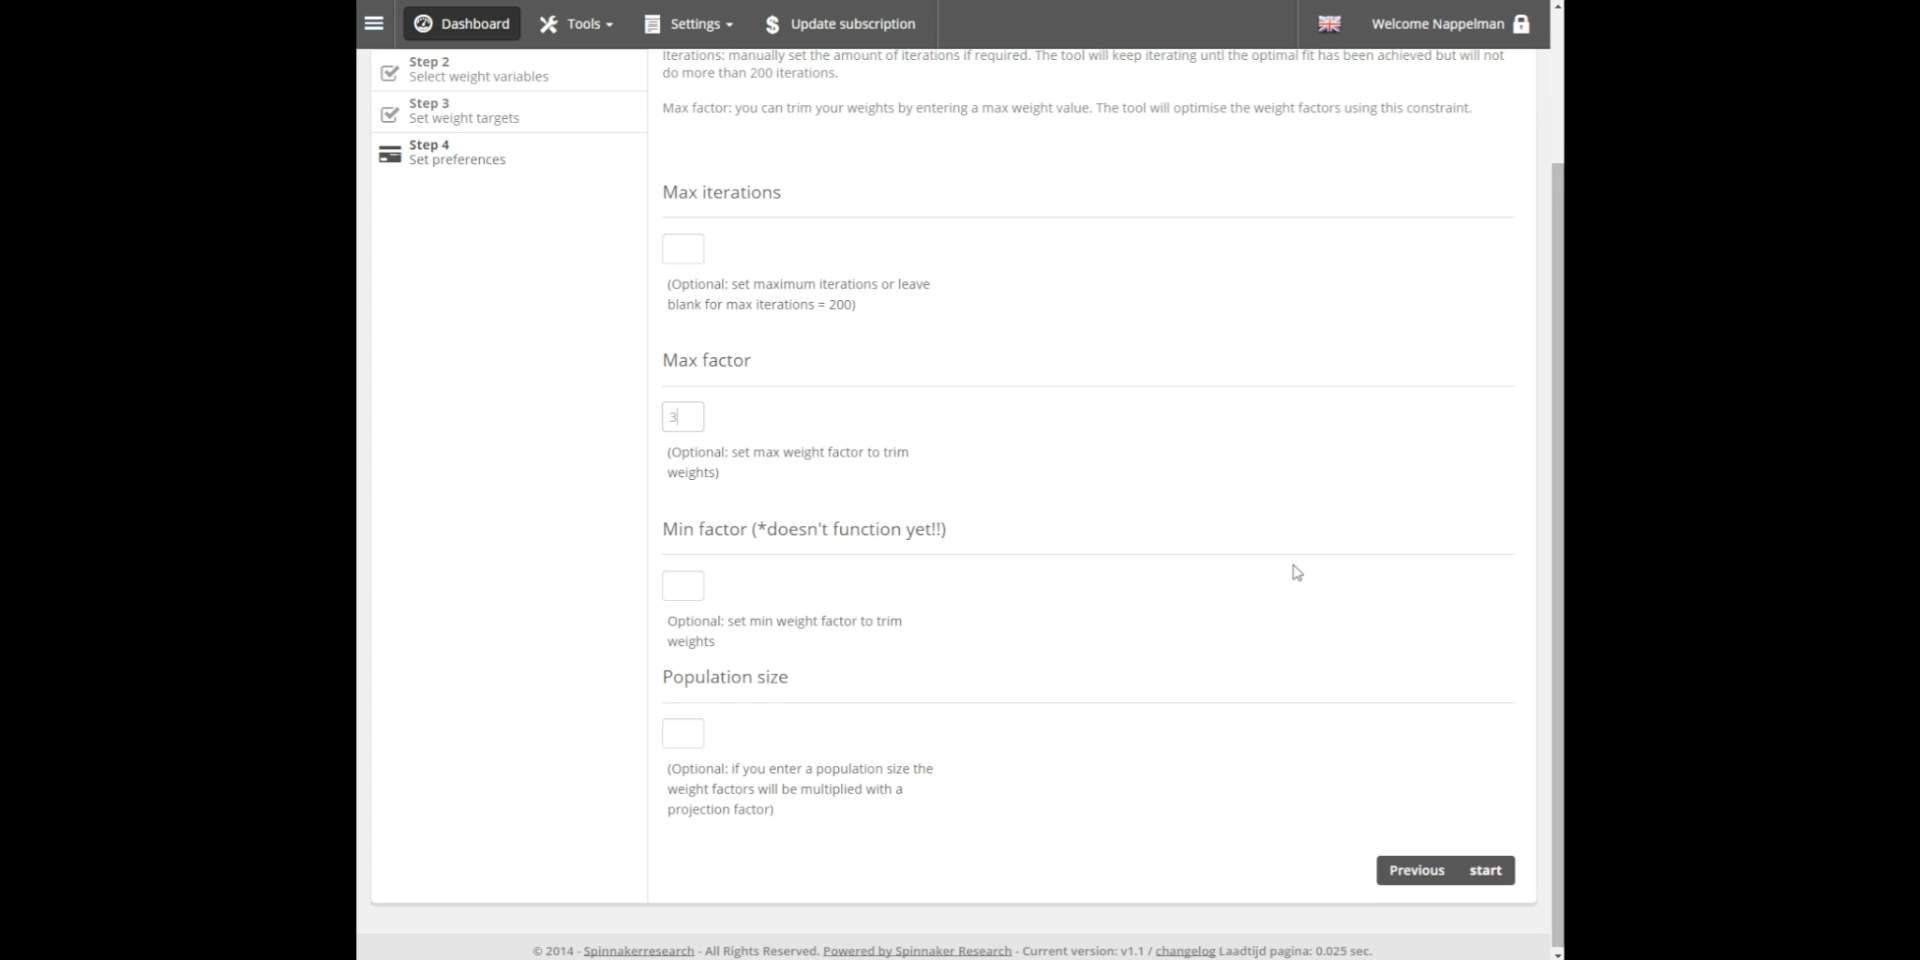 Dashboard Tools Settings Update subscription Welcome Nappelman
Step 2
Select weight variables
Step 3
Set weight targets
Step 4
Set preferences
Iterations: manually set the amount of iterations if required. The tool will keep iterating untl the optimal fit has been achieved but will not
do more than 200 iterations.
Max factor: you can trim your weights by entering a max weight value. The tool will optimise the weight factors using this constraint.
Max iterations
(Optional: set maximum iterations or leave
blank for max iterations = 200)
Max factor
3
(Optional: set max weight factor to trim
weights)
Min factor (*doesn't function yet!!)
Optional: set min weight factor to trim
weights
Population size
(Optional: if you enter a population size the
weight factors will be multiplied with a
projection factor)
Previous start
© 2014 - Spinnakerresearch - All Rights Reserved. Powered by Spinnaker Research - Current version: v1.1 / changelog Laadtijd pagina: 0.025 sec.